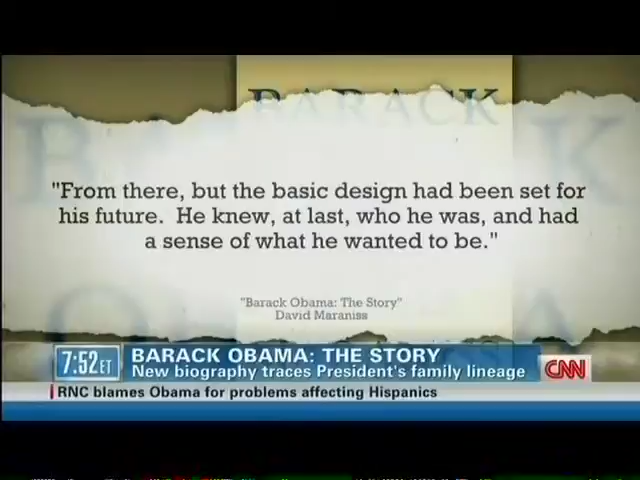 BARACK
"From there, but the basic design had been set for
his future. He knew, at last, who he was, and had
a sense of what he wanted to be."
"Barack Obama: The Story"
David Maraniss
7:52 ET
BARACK OBAMA: THE STORY
New biography traces President's family lineage
CNN
RNC blames Obama for problems affecting Hispanics